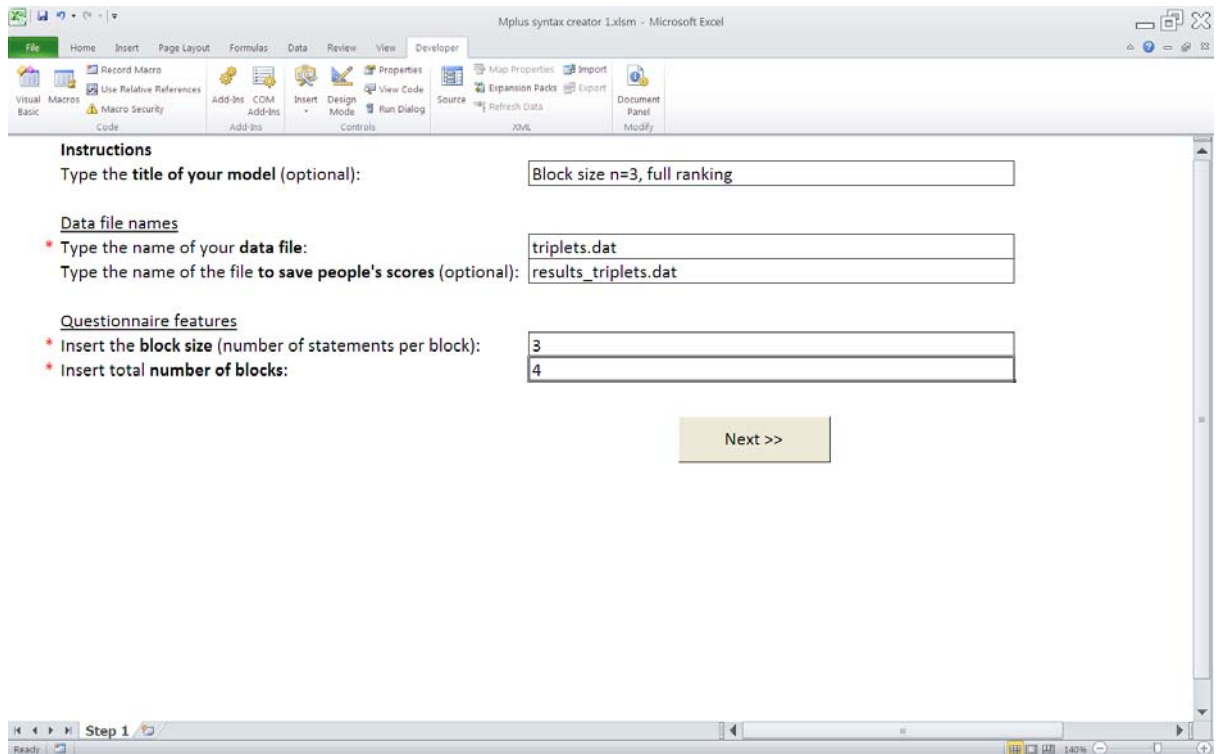 Mplus syntax creator 1.xlsm - Microsoft Excel
File Home Insert Page Layout Formulas Data Review View Developer
Visual Basic
Macros
Record Macro
Use Relative References
Macro Security
Code
Add-Ins
COM Add-Ins
Add-Ins
Insert
Design Mode
Properties
View Code
Run Dialog
Controls
Source
Map Properties
Expansion Packs
Refresh Data
Import
Export
XML
Document Panel
Modify
Instructions
Type the title of your model (optional): Block size n=3, full ranking
Data file names
* Type the name of your data file: triplets.dat
Type the name of the file to save people's scores (optional): results_triplets.dat
Questionnaire features
* Insert the block size (number of statements per block): 3
* Insert total number of blocks: 4
Next >>
Step 1
Ready 140%